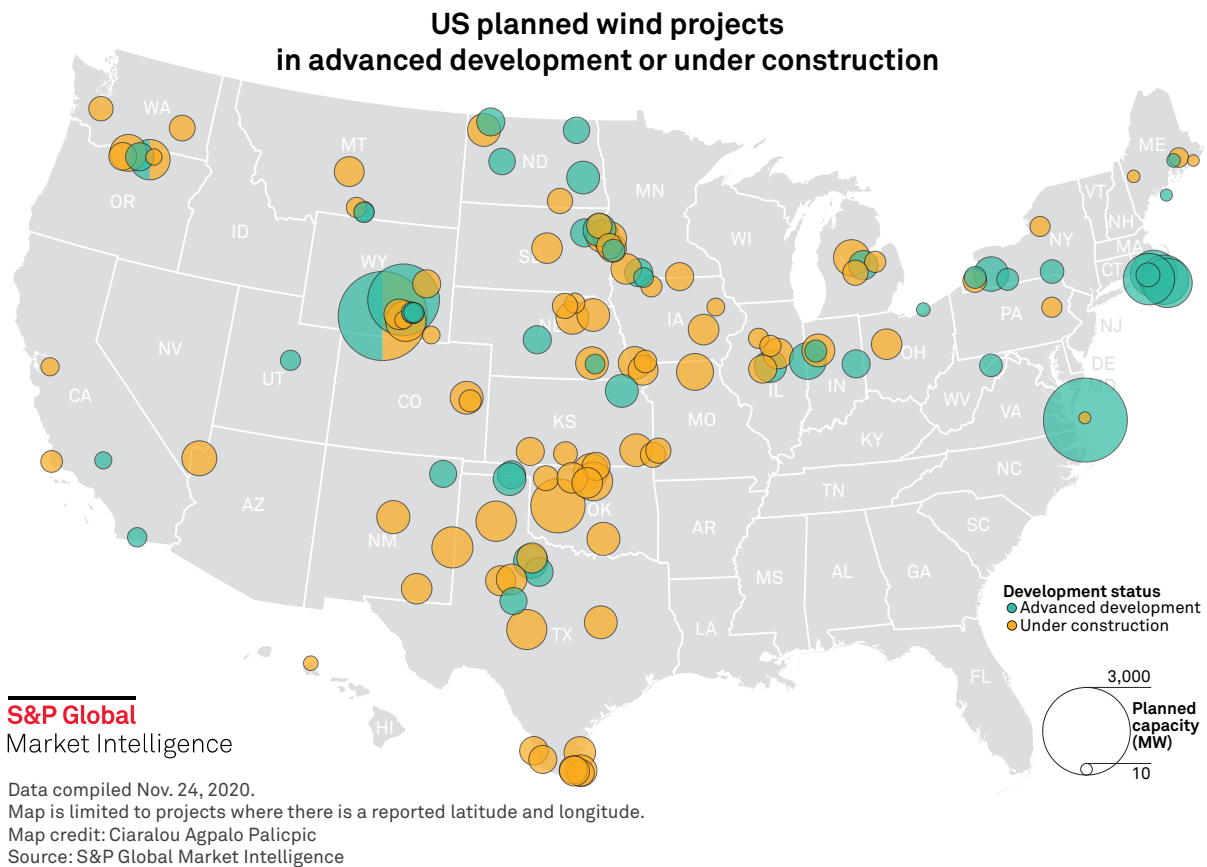 US planned wind projects
in advanced development or under construction
WA
MT
ND
MN
ME
OR
ID
WY
WI
VT
NH
NY
MA
CT
IA
PA
NJ
NV
UT
CO
CA
IL
IN
OH
DE
MD
WV
VA
KS
MO
KY
NC
TN
AZ
NM
OK
AR
SC
MS
AL
GA
TX
LA
FL
HI
Development status
Advanced development
Under construction
3,000
Planned
capacity
(MW)
10
S&P Global
Market Intelligence
Data compiled Nov. 24, 2020.
Map is limited to projects where there is a reported latitude and longitude.
Map credit: Ciaralou Agpalo Palicpic
Source: S&P Global Market Intelligence